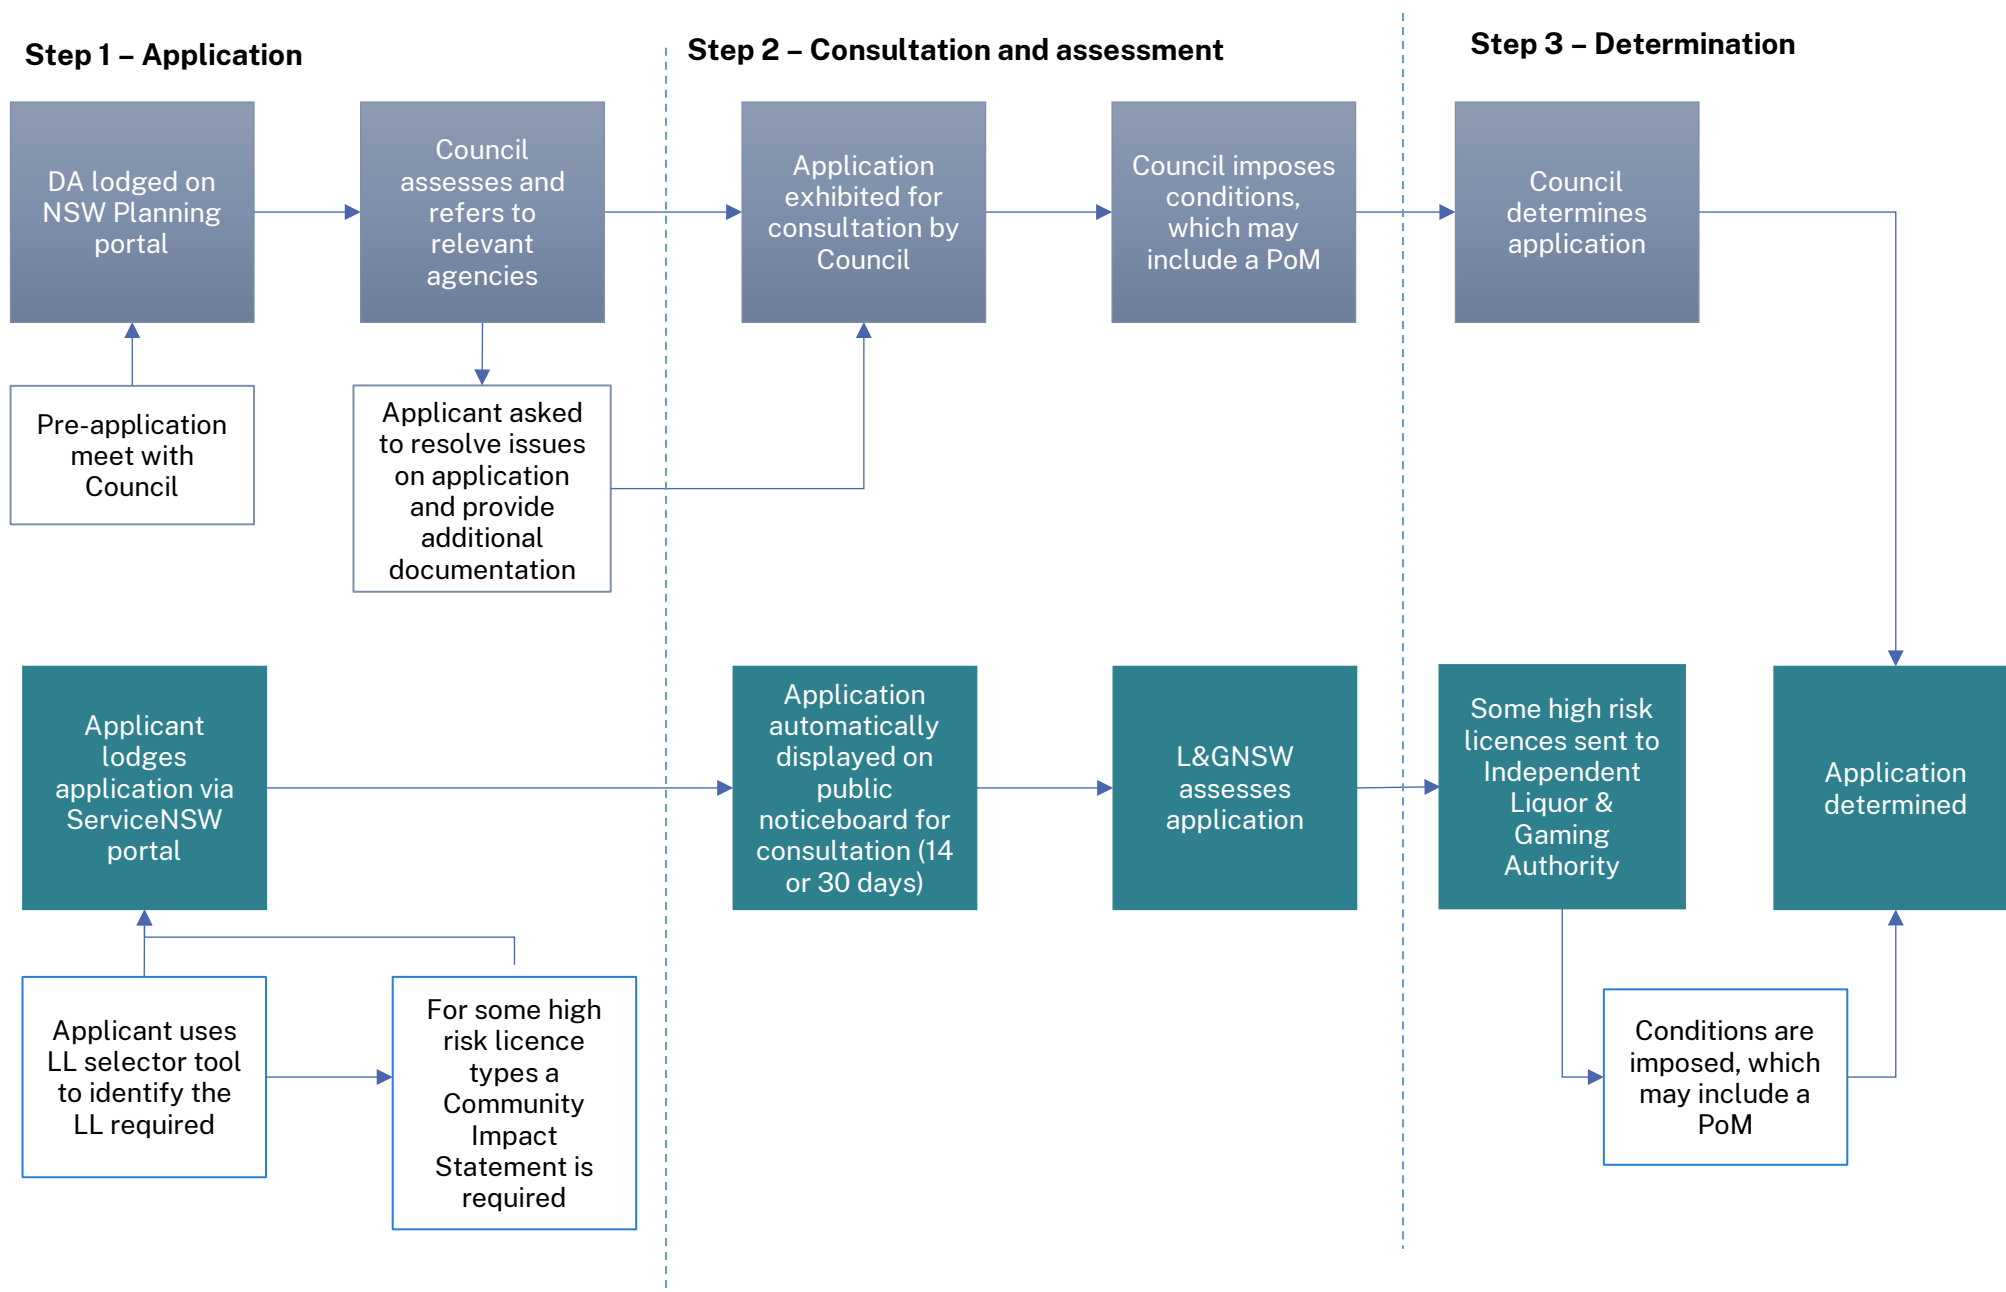 Step 1 – Application
Step 2 – Consultation and assessment
Step 3 – Determination
DA lodged on
NSW Planning
portal
Council
assesses and
refers to
relevant
agencies
Application
exhibited for
consultation by
Council
Council imposes
conditions,
which may
include a PoM
Council
determines
application
Pre-application
meet with
Council
Applicant asked
to resolve issues
on application
and provide
additional
documentation
Applicant
lodges
application via
ServiceNSW
portal
Application
automatically
displayed on
public
noticeboard for
consultation (14
or 30 days)
L&GNSW
assesses
application
Some high risk
licences sent to
Independent
Liquor &
Gaming
Authority
Application
determined
Applicant uses
LL selector tool
to identify the
LL required
For some high
risk licence
types a
Community
Impact
Statement is
required
Conditions are
imposed, which
may include a
PoM